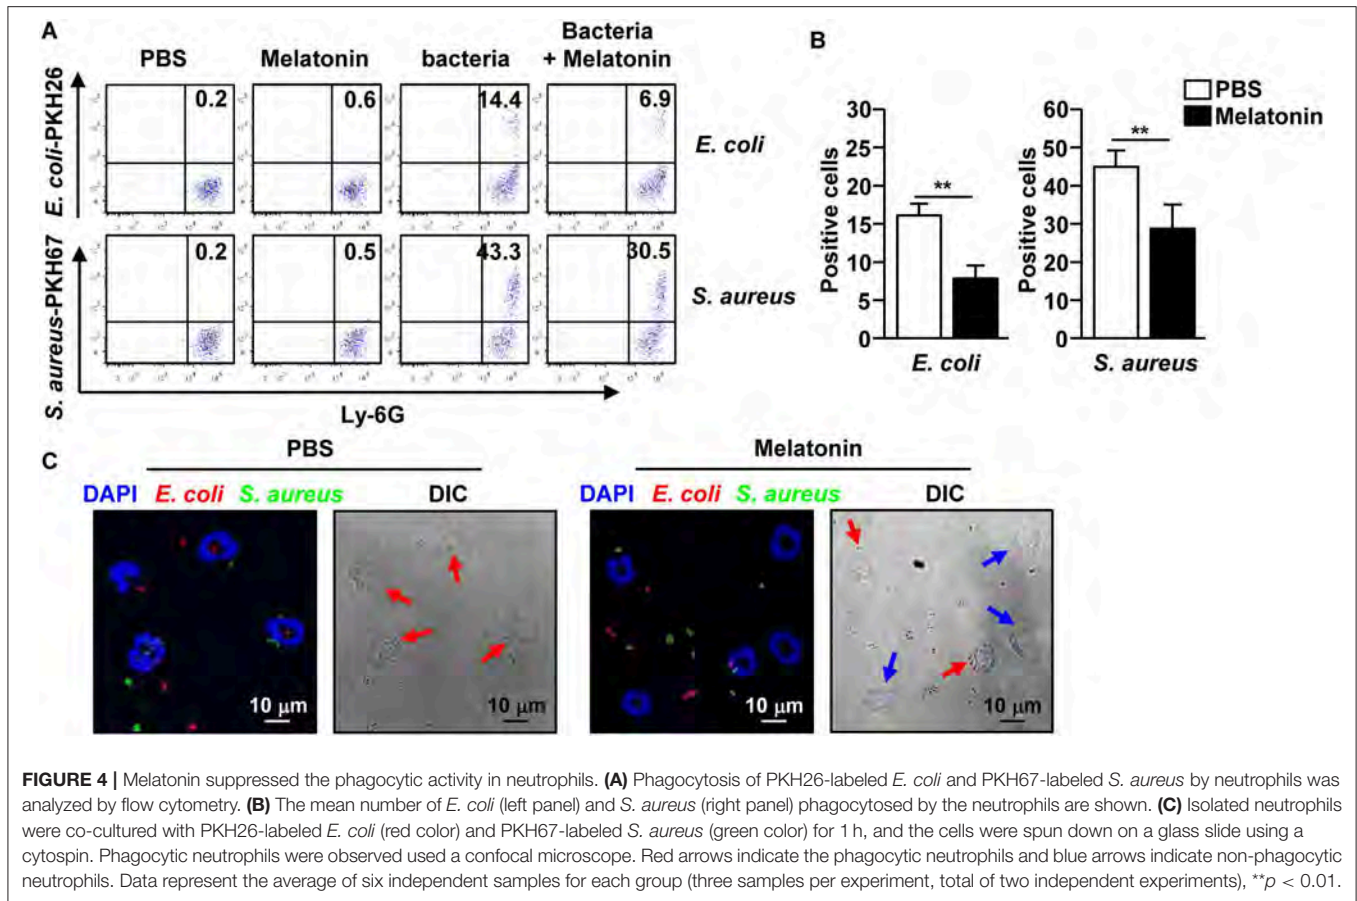 A
PBS Melatonin bacteria Bacteria + Melatonin
E. coli-PKH26
0.2 0.6 14.4 6.9
E. coli
S. aureus-PKH67
0.2 0.5 43.3 30.5
S. aureus
Ly-6G
B
PBS
Melatonin
Positive cells
30
25
20
15
10
5
0
**
E. coli
Positive cells
60
50
40
30
20
10
0
**
S. aureus
C
PBS
DAPI E. coli S. aureus DIC
10 μm 10 μm
Melatonin
DAPI E. coli S. aureus DIC
10 μm 10 μm
FIGURE 4 | Melatonin suppressed the phagocytic activity in neutrophils. (A) Phagocytosis of PKH26-labeled E. coli and PKH67-labeled S. aureus by neutrophils was
analyzed by flow cytometry. (B) The mean number of E. coli (left panel) and S. aureus (right panel) phagocytosed by the neutrophils are shown. (C) Isolated neutrophils
were co-cultured with PKH26-labeled E. coli (red color) and PKH67-labeled S. aureus (green color) for 1 h, and the cells were spun down on a glass slide using a
cytospin. Phagocytic neutrophils were observed used a confocal microscope. Red arrows indicate the phagocytic neutrophils and blue arrows indicate non-phagocytic
neutrophils. Data represent the average of six independent samples for each group (three samples per experiment, total of two independent experiments), **p < 0.01.